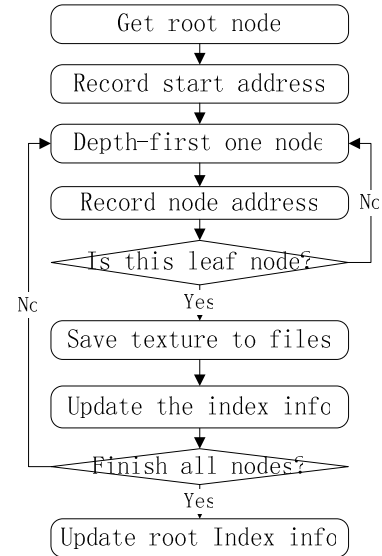 Get root node
Record start address
Depth-first one node
Record node address
No
Is this leaf node?
Yes
No
Save texture to files
Update the index info
Finish all nodes?
Yes
Update root Index info